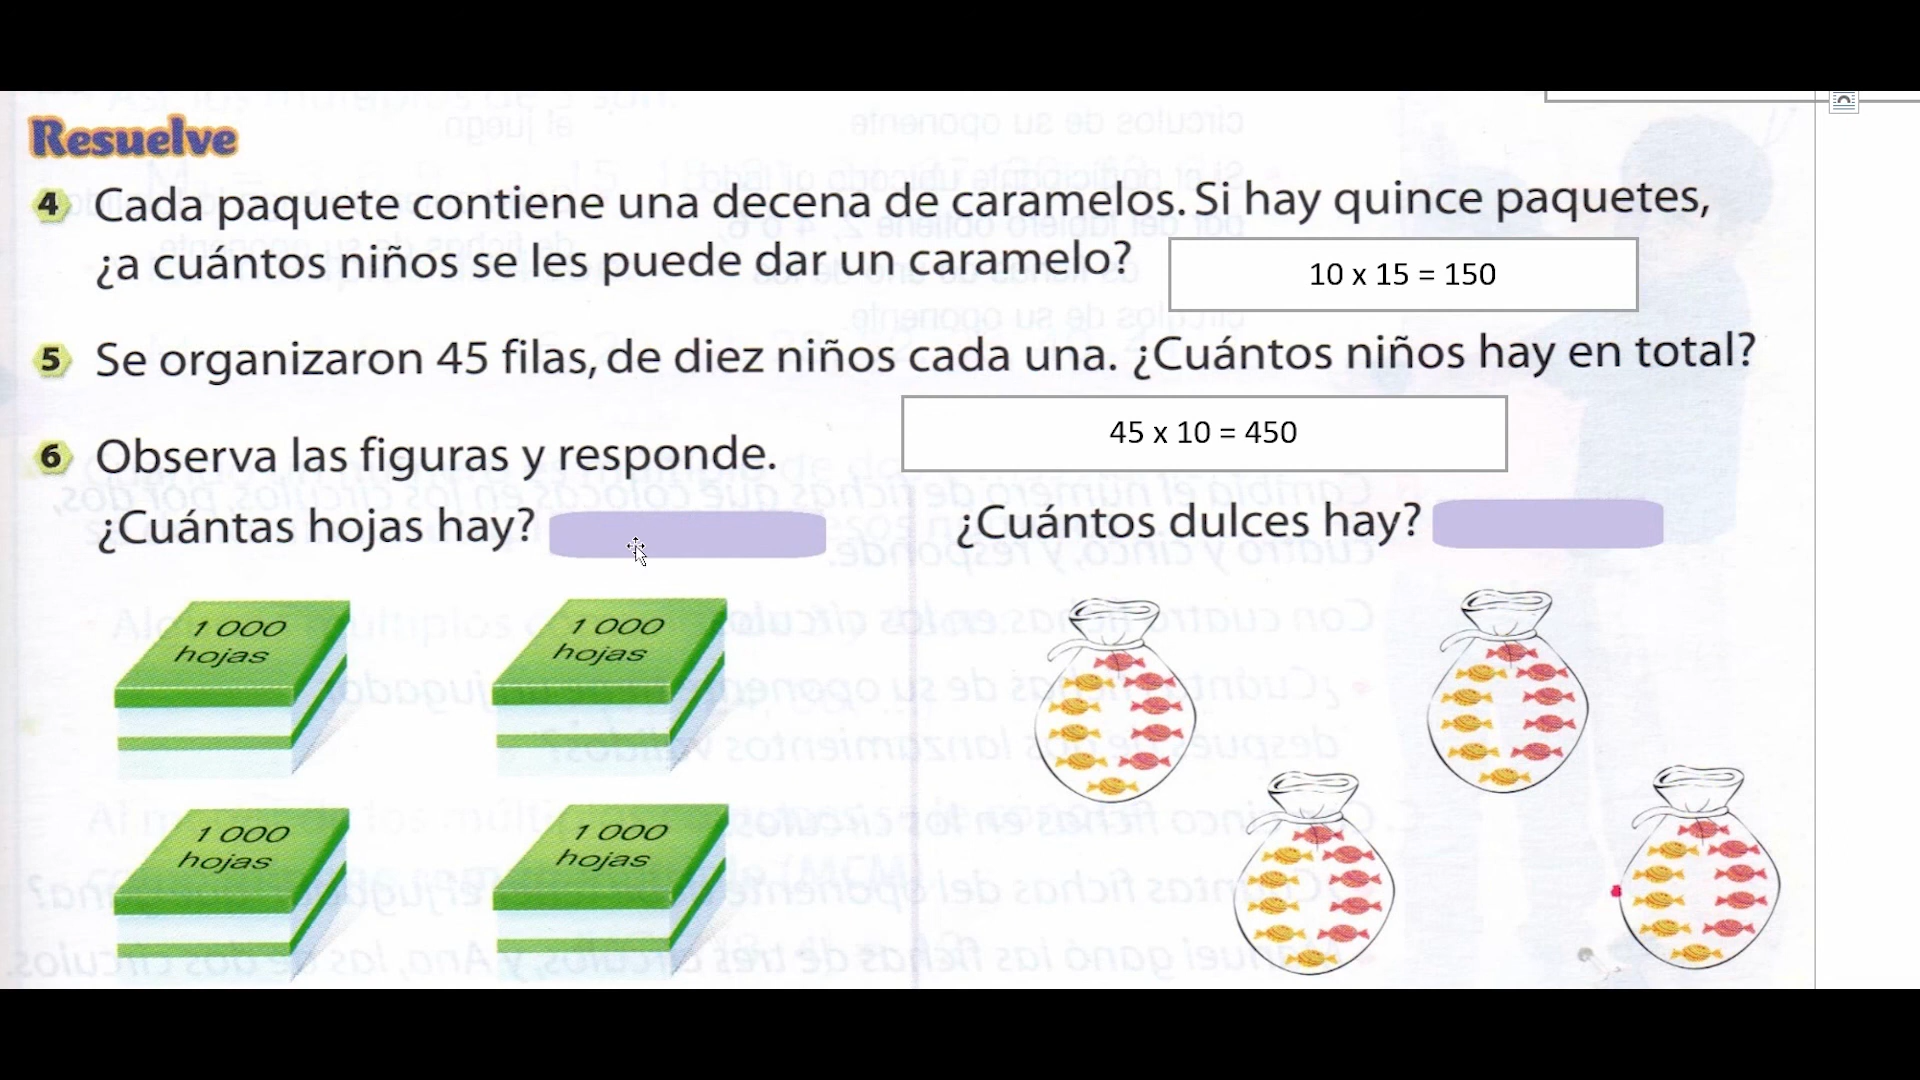 Resuelve
4 Cada paquete contiene una decena de caramelos. Si hay quince paquetes,
¿a cuántos niños se les puede dar un caramelo?
10 x 15 = 150
5 Se organizaron 45 filas, de diez niños cada una. ¿Cuántos niños hay en total?
45 x 10 = 450
6 Observa las figuras y responde.
¿Cuántas hojas hay?
¿Cuántos dulces hay?
1 000
hojas
1 000
hojas
1 000
hojas
1 000
hojas